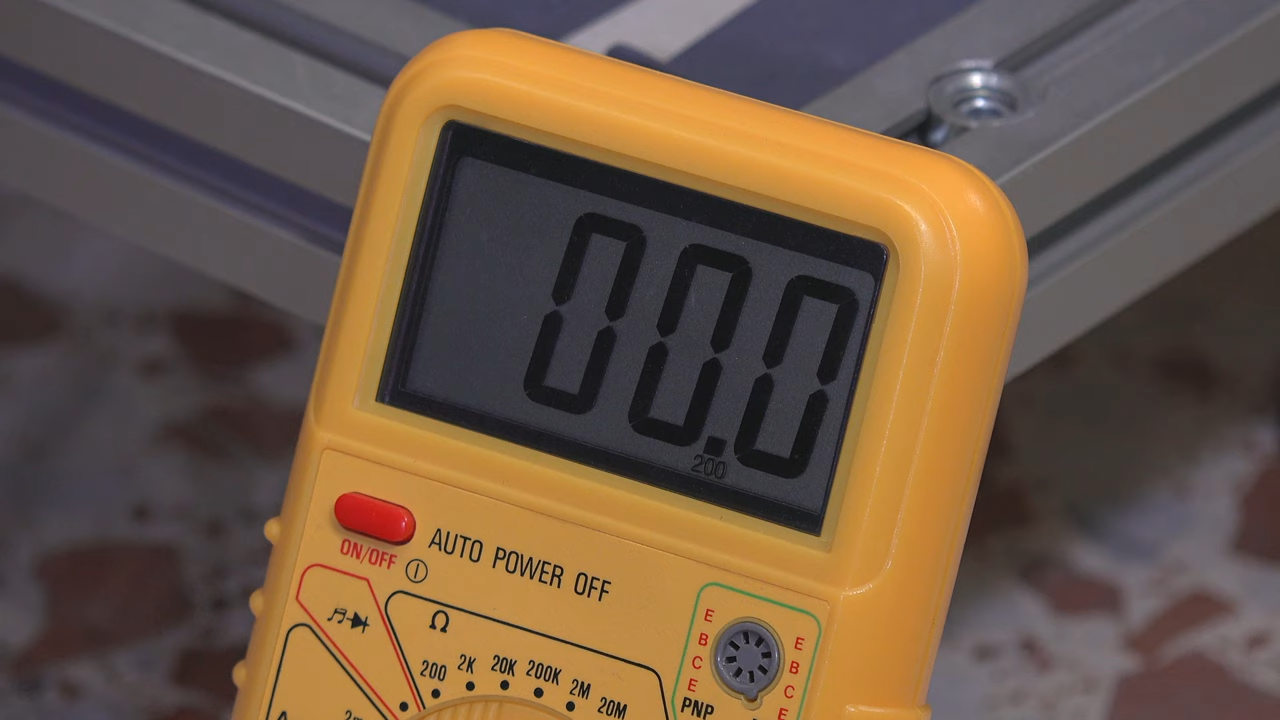 00.0
200
ON/OFF
AUTO POWER OFF
Ω
200 2K 20K 200K 2M 20M
E
B
C
E
E
B
C
E
PNP